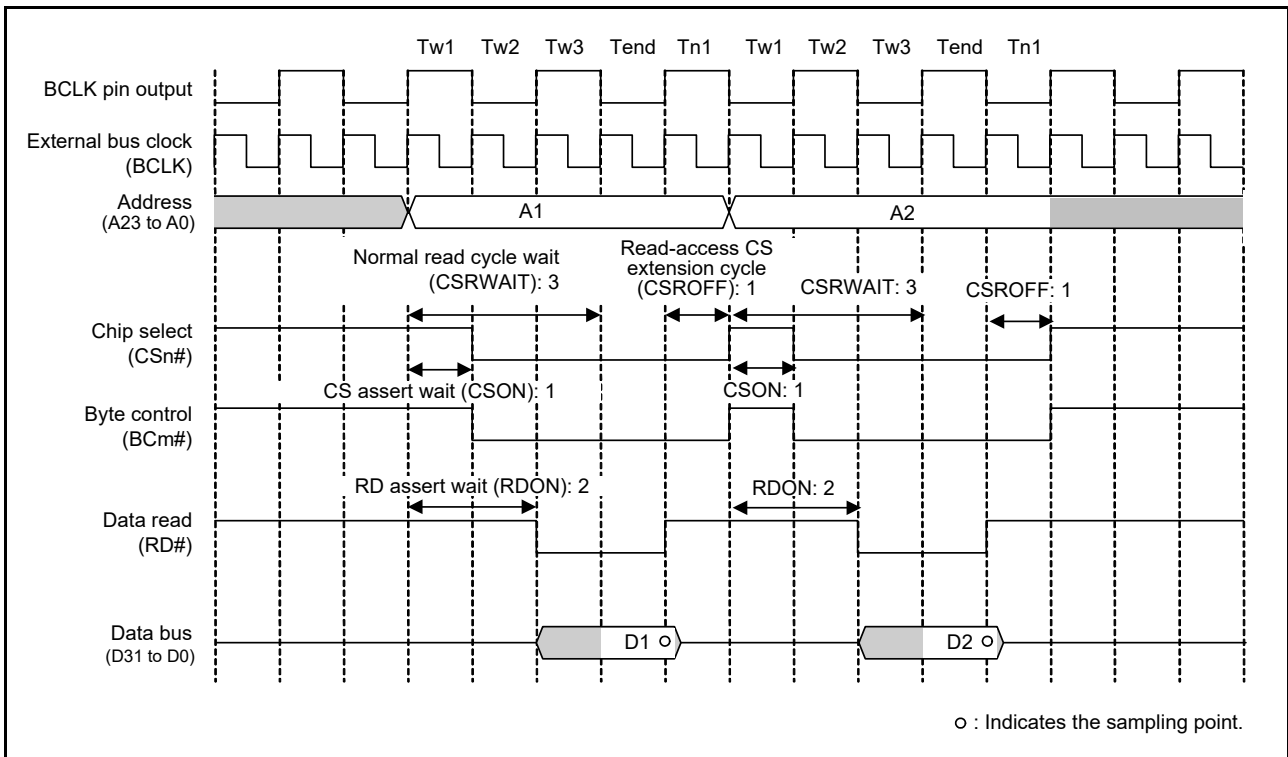 Tw1 Tw2 Tw3 Tend Tn1 Tw1 Tw2 Tw3 Tend Tn1
BCLK pin output
External bus clock
(BCLK)
Address
(A23 to A0)
A1
A2
Normal read cycle wait
(CSRWAIT): 3
Read-access CS
extension cycle
(CSROFF): 1
CSRWAIT: 3
CSROFF: 1
Chip select
(CSn#)
CS assert wait (CSON): 1
CSON: 1
Byte control
(BCm#)
RD assert wait (RDON): 2
RDON: 2
Data read
(RD#)
Data bus
(D31 to D0)
D1
D2
: Indicates the sampling point.